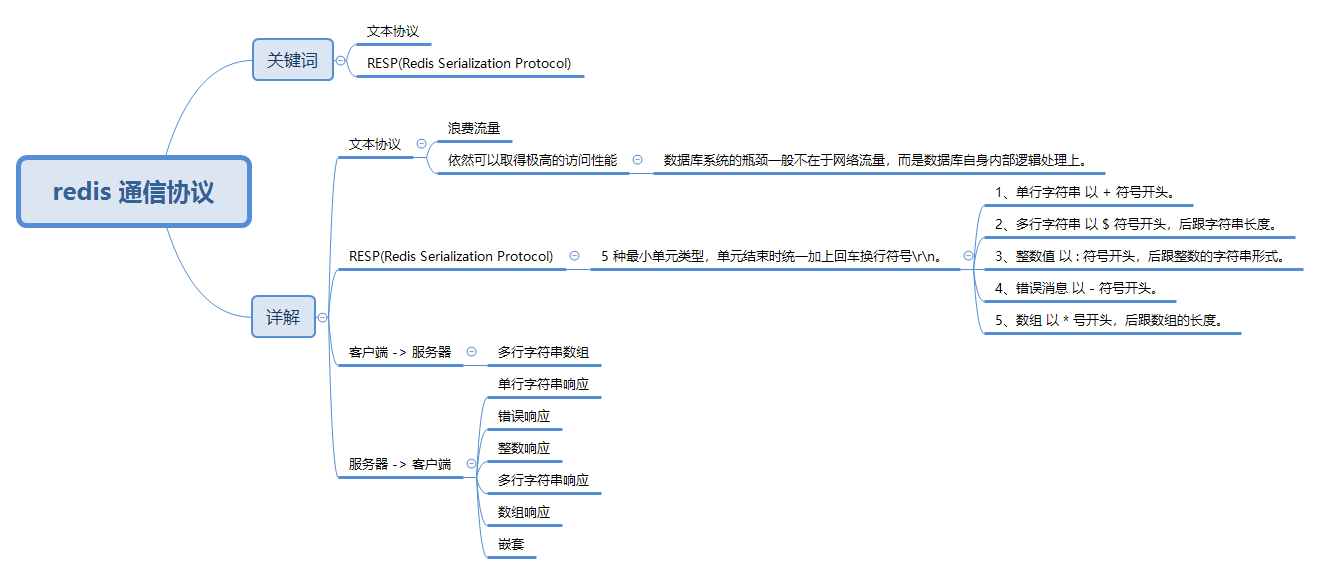 redis 通信协议
关键词
文本协议
RESP(Redis Serialization Protocol)
详解
文本协议
浪费流量
依然可以取得极高的访问性能
数据库系统的瓶颈一般不在于网络流量，而是数据库自身内部逻辑处理上。
RESP(Redis Serialization Protocol)
5 种最小单元类型，单元结束时统一加上回车换行符号\r\n。
1、单行字符串 以 + 符号开头。
2、多行字符串 以 $ 符号开头，后跟字符串长度。
3、整数值 以 : 符号开头，后跟整数的字符串形式。
4、错误消息 以 - 符号开头。
5、数组 以 * 号开头，后跟数组的长度。
客户端 -> 服务器
多行字符串数组
服务器 -> 客户端
单行字符串响应
错误响应
整数响应
多行字符串响应
数组响应
嵌套